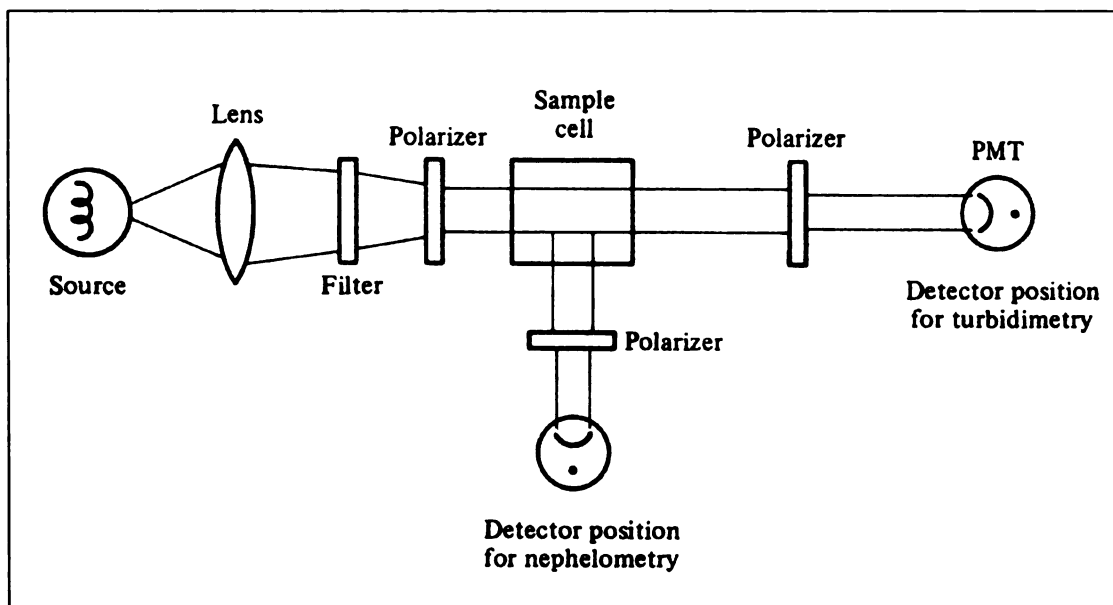 Lens
Polarizer
Sample
cell
Polarizer
PMT
Source
Filter
Detector position
for turbidimetry
Polarizer
Detector position
for nephelometry